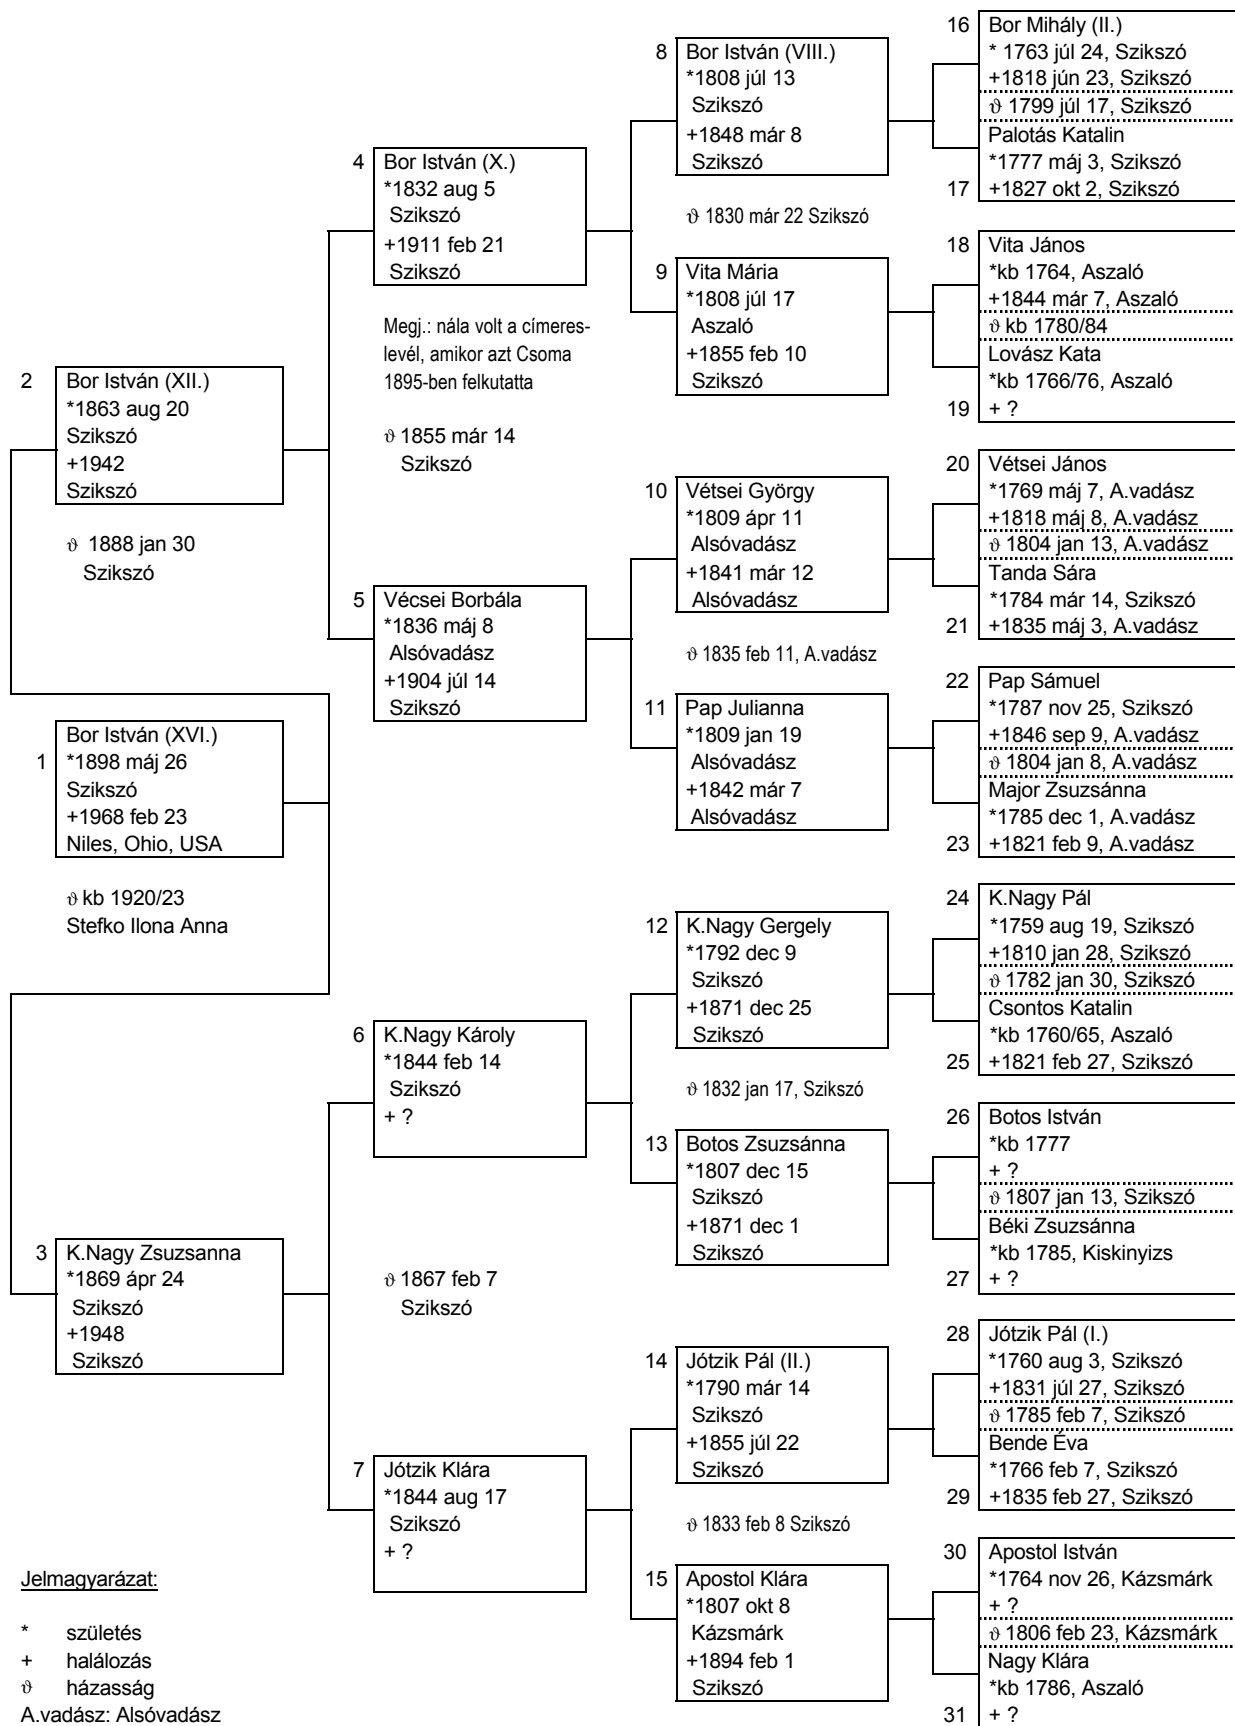 1
Bor István (XVI.)
*1898 máj 26
Szikszó
+1968 feb 23
Niles, Ohio, USA
ϑ kb 1920/23
Stefko Ilona Anna
2
Bor István (XII.)
*1863 aug 20
Szikszó
+1942
Szikszó
ϑ 1888 jan 30
Szikszó
3
K.Nagy Zsuzsanna
*1869 ápr 24
Szikszó
+1948
Szikszó
4
Bor István (X.)
*1832 aug 5
Szikszó
+1911 feb 21
Szikszó
Megj.: nála volt a címeres-
levél, amikor azt Csoma
1895-ben felkutatta
ϑ 1855 már 14
Szikszó
5
Vécsei Borbála
*1836 máj 8
Alsóvadász
+1904 júl 14
Szikszó
6
K.Nagy Károly
*1844 feb 14
Szikszó
+ ?
ϑ 1867 feb 7
Szikszó
7
Jótzik Klára
*1844 aug 17
Szikszó
+ ?
8
Bor István (VIII.)
*1808 júl 13
Szikszó
+1848 már 8
Szikszó
ϑ 1830 már 22 Szikszó
9
Vita Mária
*1808 júl 17
Aszaló
+1855 feb 10
Szikszó
10
Vétsei György
*1809 ápr 11
Alsóvadász
+1841 már 12
Alsóvadász
ϑ 1835 feb 11, A.vadász
11
Pap Julianna
*1809 jan 19
Alsóvadász
+1842 már 7
Alsóvadász
12
K.Nagy Gergely
*1792 dec 9
Szikszó
+1871 dec 25
Szikszó
ϑ 1832 jan 17, Szikszó
13
Botos Zsuzsánna
*1807 dec 15
Szikszó
+1871 dec 1
Szikszó
14
Jótzik Pál (II.)
*1790 már 14
Szikszó
+1855 júl 22
Szikszó
ϑ 1833 feb 8 Szikszó
15
Apostol Klára
*1807 okt 8
Kázsmárk
+1894 feb 1
Szikszó
16
Bor Mihály (II.)
* 1763 júl 24, Szikszó
+1818 jún 23, Szikszó
ϑ 1799 júl 17, Szikszó
Palotás Katalin
*1777 máj 3, Szikszó
17 +1827 okt 2, Szikszó
18
Vita János
*kb 1764, Aszaló
+1844 már 7, Aszaló
ϑ kb 1780/84
Lovász Kata
*kb 1766/76, Aszaló
19 + ?
20
Vétsei János
*1769 máj 7, A.vadász
+1818 máj 8, A.vadász
ϑ 1804 jan 13, A.vadász
Tanda Sára
*1784 már 14, Szikszó
21 +1835 máj 3, A.vadász
22
Pap Sámuel
*1787 nov 25, Szikszó
+1846 sep 9, A.vadász
ϑ 1804 jan 8, A.vadász
Major Zsuzsánna
*1785 dec 1, A.vadász
23 +1821 feb 9, A.vadász
24
K.Nagy Pál
*1759 aug 19, Szikszó
+1810 jan 28, Szikszó
ϑ 1782 jan 30, Szikszó
Csontos Katalin
*kb 1760/65, Aszaló
25 +1821 feb 27, Szikszó
26
Botos István
*kb 1777
+ ?
ϑ 1807 jan 13, Szikszó
Béki Zsuzsánna
*kb 1785, Kiskinyizs
27 + ?
28
Jótzik Pál (I.)
*1760 aug 3, Szikszó
+1831 júl 27, Szikszó
ϑ 1785 feb 7, Szikszó
Bende Éva
*1766 feb 7, Szikszó
29 +1835 feb 27, Szikszó
30
Apostol István
*1764 nov 26, Kázsmárk
+ ?
ϑ 1806 feb 23, Kázsmárk
Nagy Klára
*kb 1786, Aszaló
31 + ?
Jelmagyarázat:
* születés
+ halálozás
ϑ házasság
A.vadász: Alsóvadász